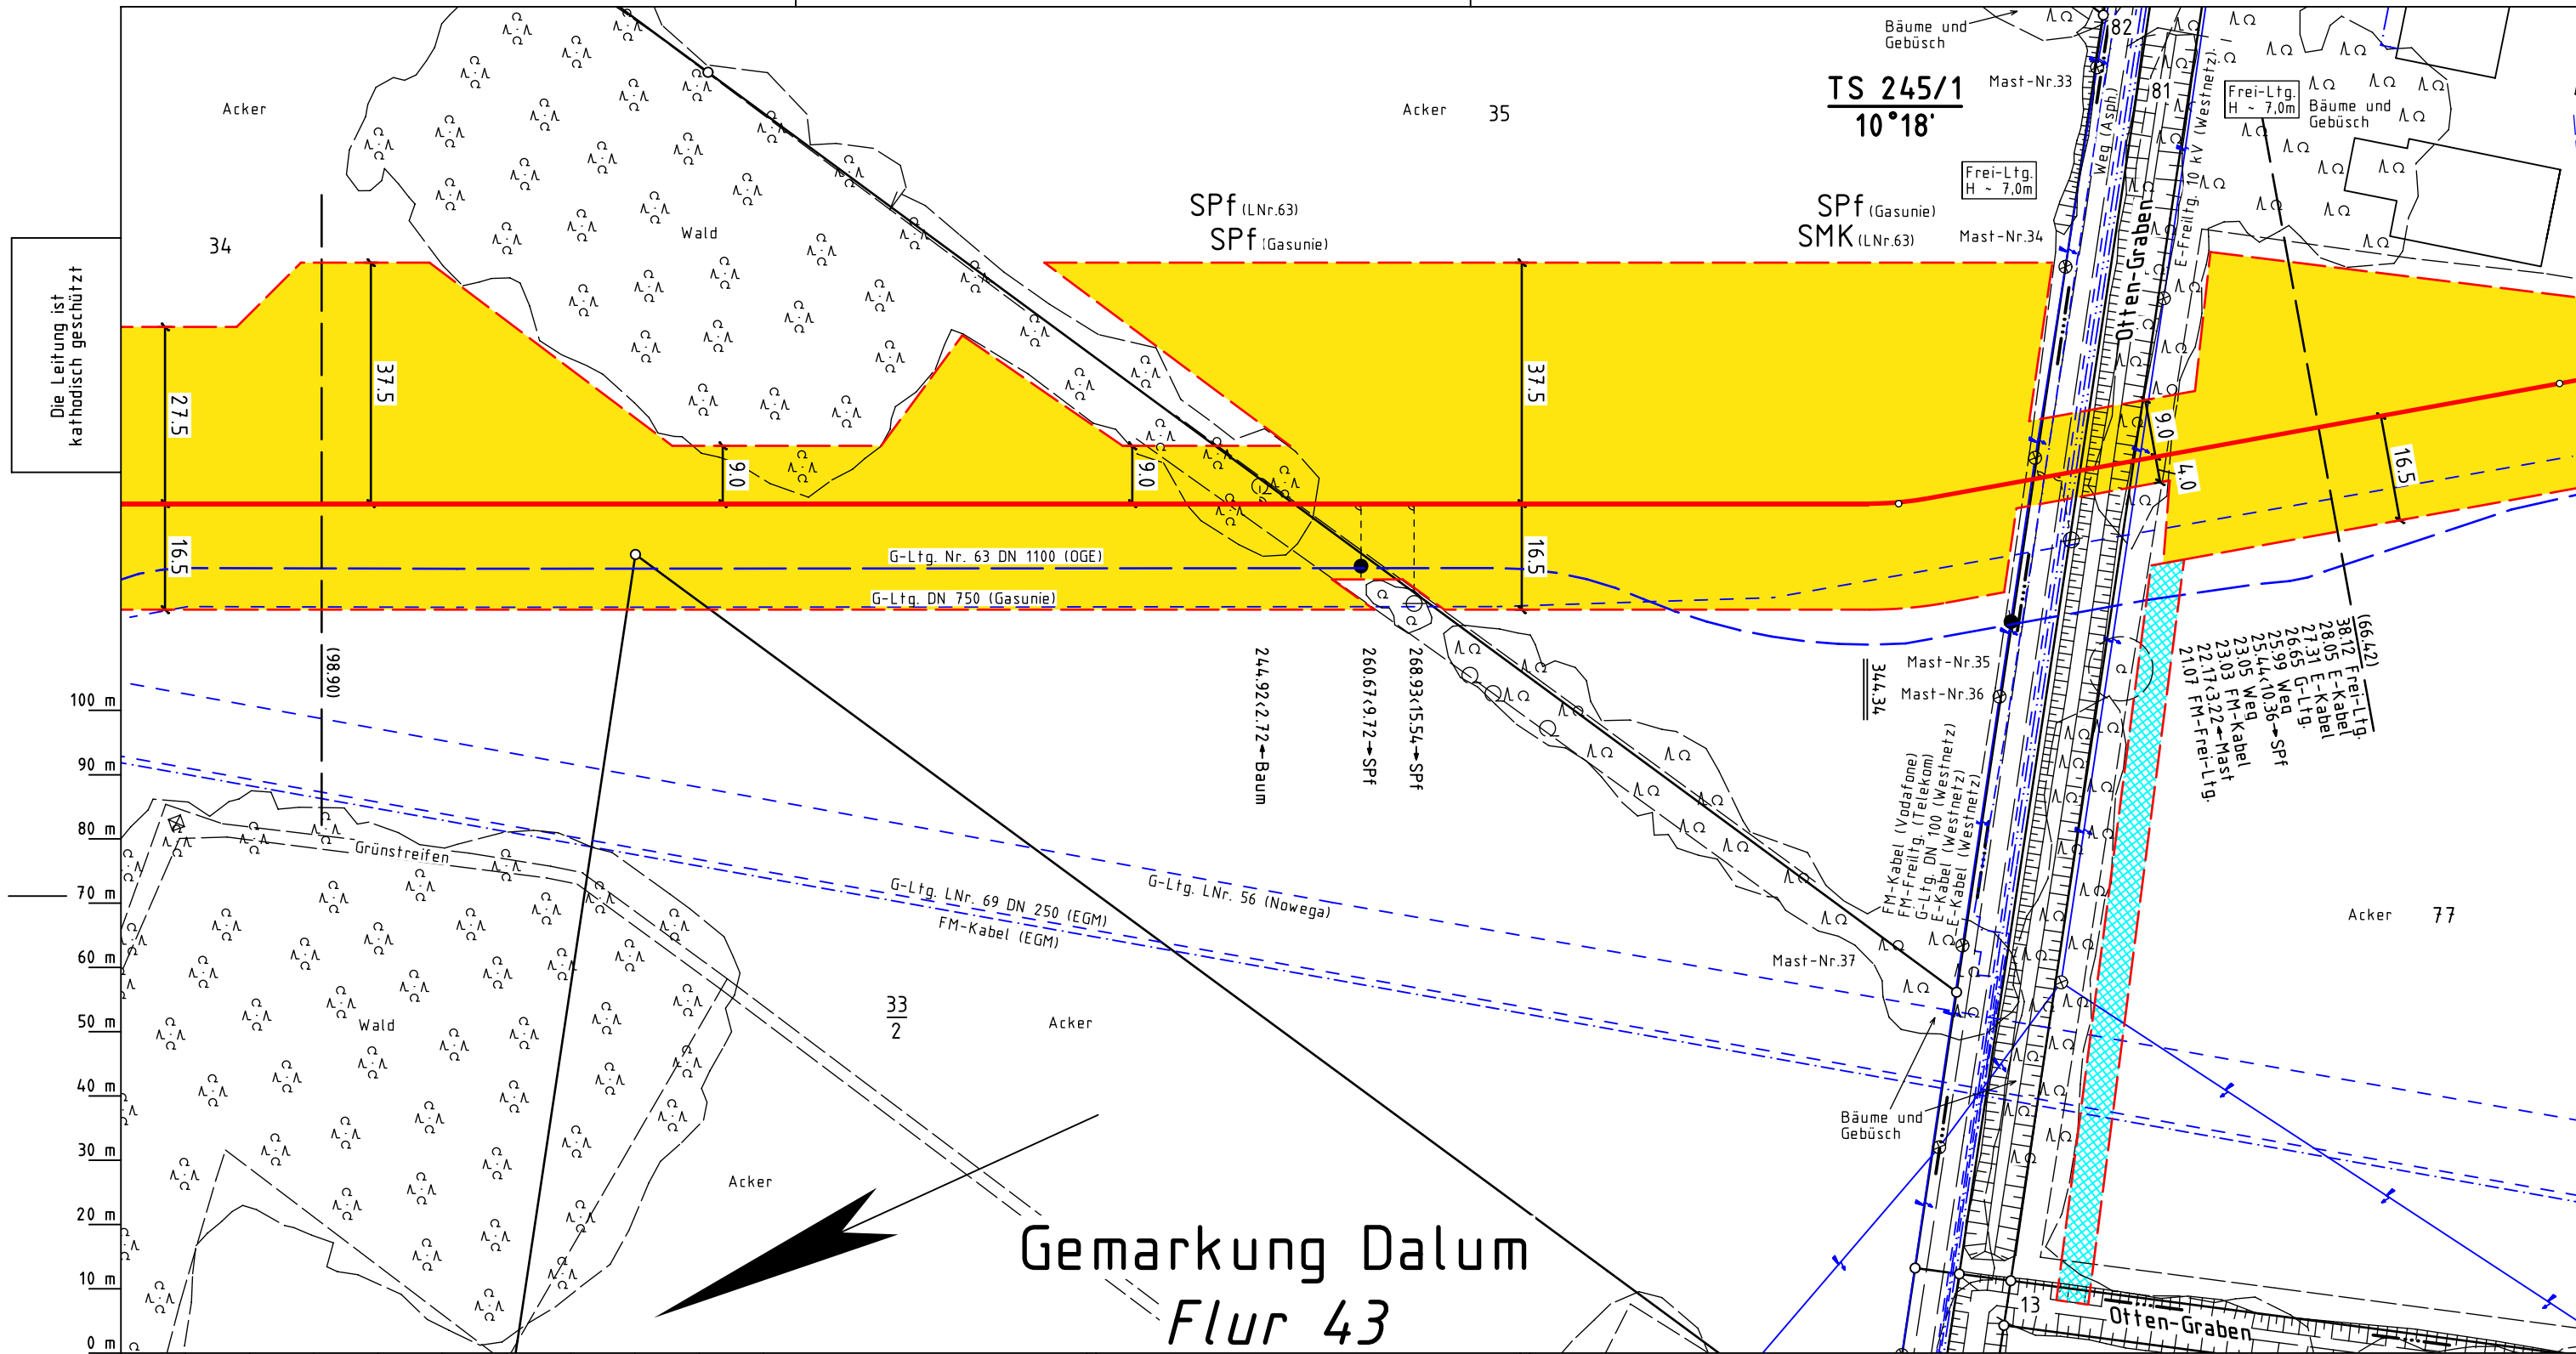 Bäume und
Gebüsch
82
Mast-Nr.33
TS 245/1
10°18'
81
Frei-Ltg.
H ~ 7,0m
Bäume und
Gebüsch
Acker
Acker
35
Weg (Asph.)
E-Freiltg. 10 kV (Westnetz)
Frei-Ltg.
H ~ 7,0m
SPf (LNr.63)
SPf (Gasunie)
SPf (Gasunie)
SMK (LNr.63)
Mast-Nr.34
Wald
34
Otten-Graben
Die Leitung ist
kathodisch geschützt
27.5
37.5
37.5
9.0
9.0
9.0
4.0
16.5
16.5
16.5
G-Ltg. Nr. 63 DN 1100 (OGE)
G-Ltg. DN 750 (Gasunie)
(98.90)
244.92<2.72 Baum
260.67<9.72 SPf
268.93<15.54 SPf
344.34
Mast-Nr.35
Mast-Nr.36
(66.42)
38.12 Frei-Ltg.
28.05 E-Kabel
27.31 E-Kabel
26.65 G-Ltg.
25.99 Weg
25.44<10.36 SPf
23.05 Weg
23.03 FM-Kabel
22.17<3.22 Mast
21.07 FM-Frei-Ltg.
100 m
90 m
80 m
70 m
60 m
50 m
40 m
30 m
20 m
10 m
0 m
Grünstreifen
G-Ltg. LNr. 69 DN 250 (EGM)
FM-Kabel (EGM)
G-Ltg. LNr. 56 (Nowega)
FM-Kabel (Vodafone)
FM-Freiltg. (Telekom)
G-Ltg. DN 100 (Westnetz)
E-Kabel (Westnetz)
E-Kabel (Westnetz)
Acker
77
Mast-Nr.37
Wald
33
2
Acker
Bäume und
Gebüsch
Acker
Gemarkung Dalum
Flur 43
13
Otten-Graben